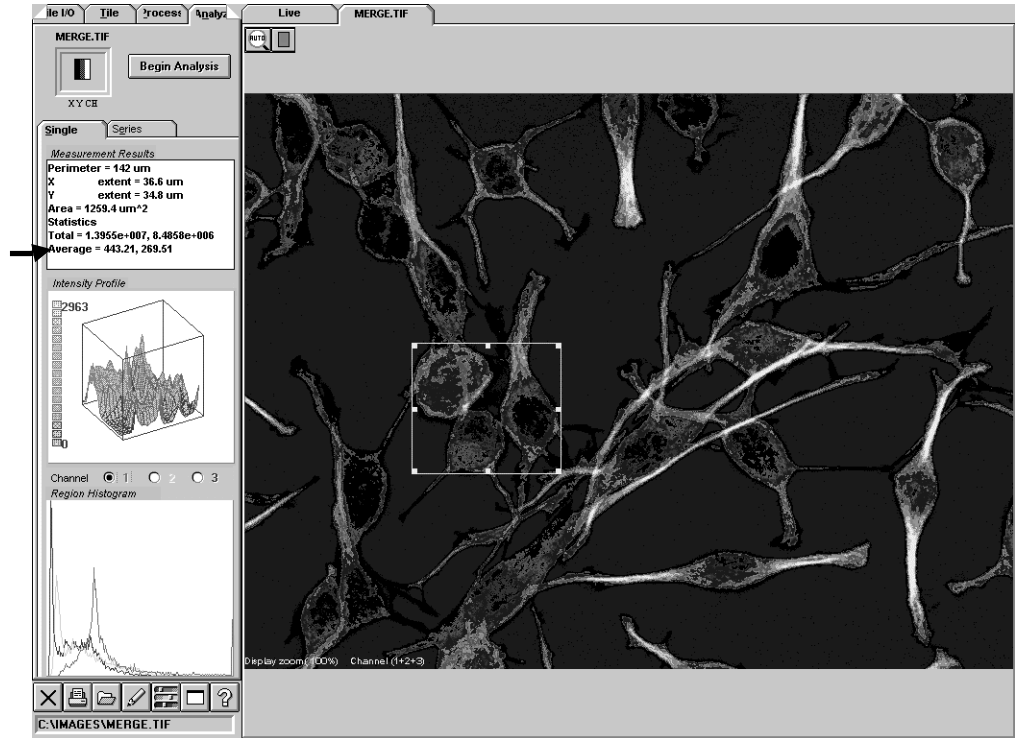 ile I/O Tile Process Analyz Live MERGE.TIF
MERGE.TIF
AUTO
Begin Analysis
X Y CH
Single Series
Measurement Results
Perimeter = 142 um
X extent = 36.6 um
Y extent = 34.8 um
Area = 1259.4 um^2
Statistics
Total = 1.3955e+007, 8.4858e+006
Average = 443.21, 269.51
Intensity Profile
2963
0
Channel 1 2 3
Region Histogram
Display zoom( 100%) Channel (1+2+3)
?
C:\IMAGES\MERGE.TIF